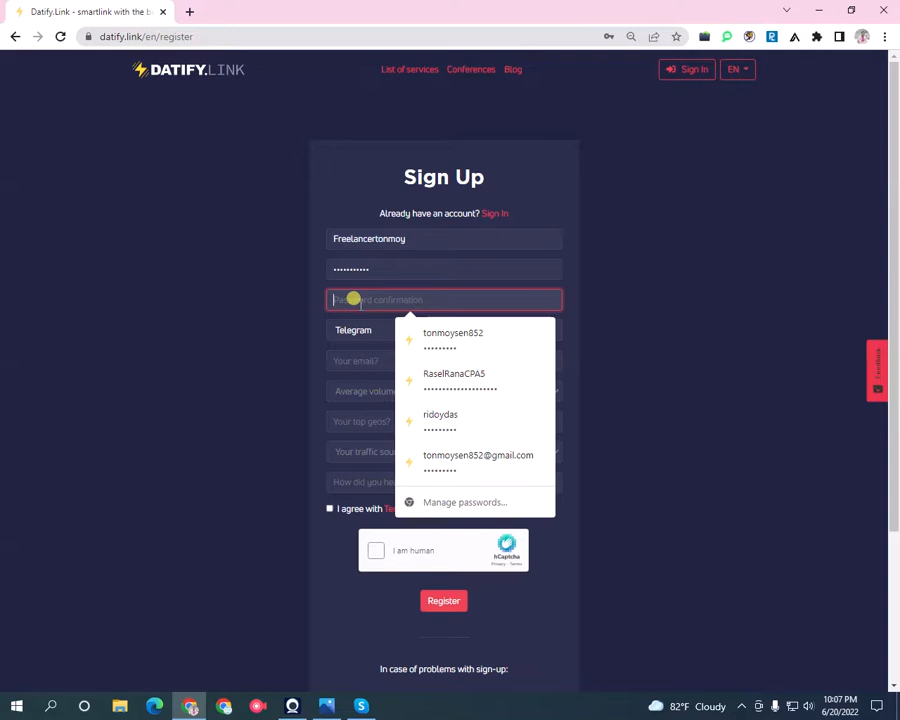 Datify.Link - smartlink with the b
datify.link/en/register
DATIFY.LINK
List of services
Conferences
Blog
Sign In
EN
Sign Up
Already have an account? Sign In
Freelancertonmoy
•••••••••••
Password confirmation
Telegram
tonmoysen852
•••••••••
Your email?
RaselRanaCPA5
••••••••••••••••••••
Average volum
ridoydas
•••••••••
Your top geos?
Your traffic sou
tonmoysen852@gmail.com
•••••••••
How did you hea
Manage passwords...
I agree with Te
I am human
hCaptcha
Privacy - Terms
Register
In case of problems with sign-up:
Feedback
82°F Cloudy
10:07 PM
6/20/2022